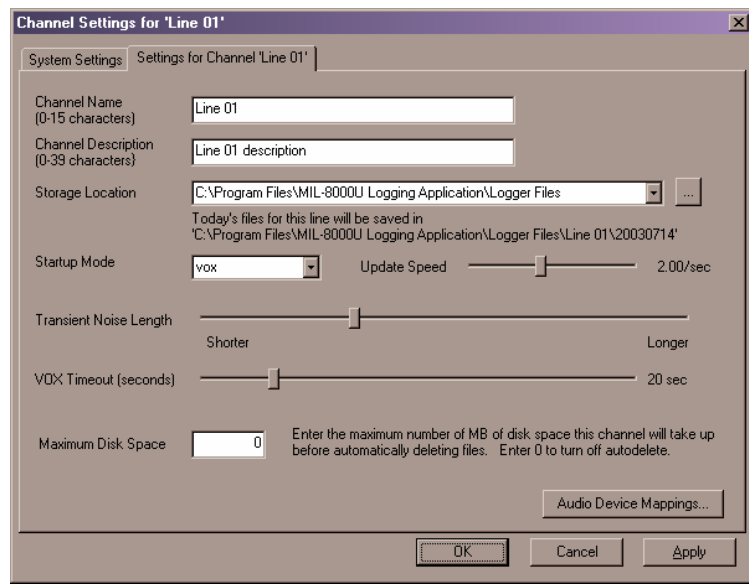 Channel Settings for 'Line 01'
System Settings
Settings for Channel 'Line 01'
Channel Name
(0-15 characters)
Line 01
Channel Description
(0-39 characters}
Line 01 description
Storage Location
C:\Program Files\MIL-8000U Logging Application\Logger Files
...
Today's files for this line will be saved in
'C:\Program Files\MIL-8000U Logging Application\Logger Files\Line 01\20030714'
Startup Mode
vox
Update Speed
2.00/sec
Transient Noise Length
Shorter
Longer
VOX Timeout (seconds)
20 sec
Maximum Disk Space
0
Enter the maximum number of MB of disk space this channel will take up
before automatically deleting files. Enter 0 to turn off autodelete.
Audio Device Mappings...
OK
Cancel
Apply